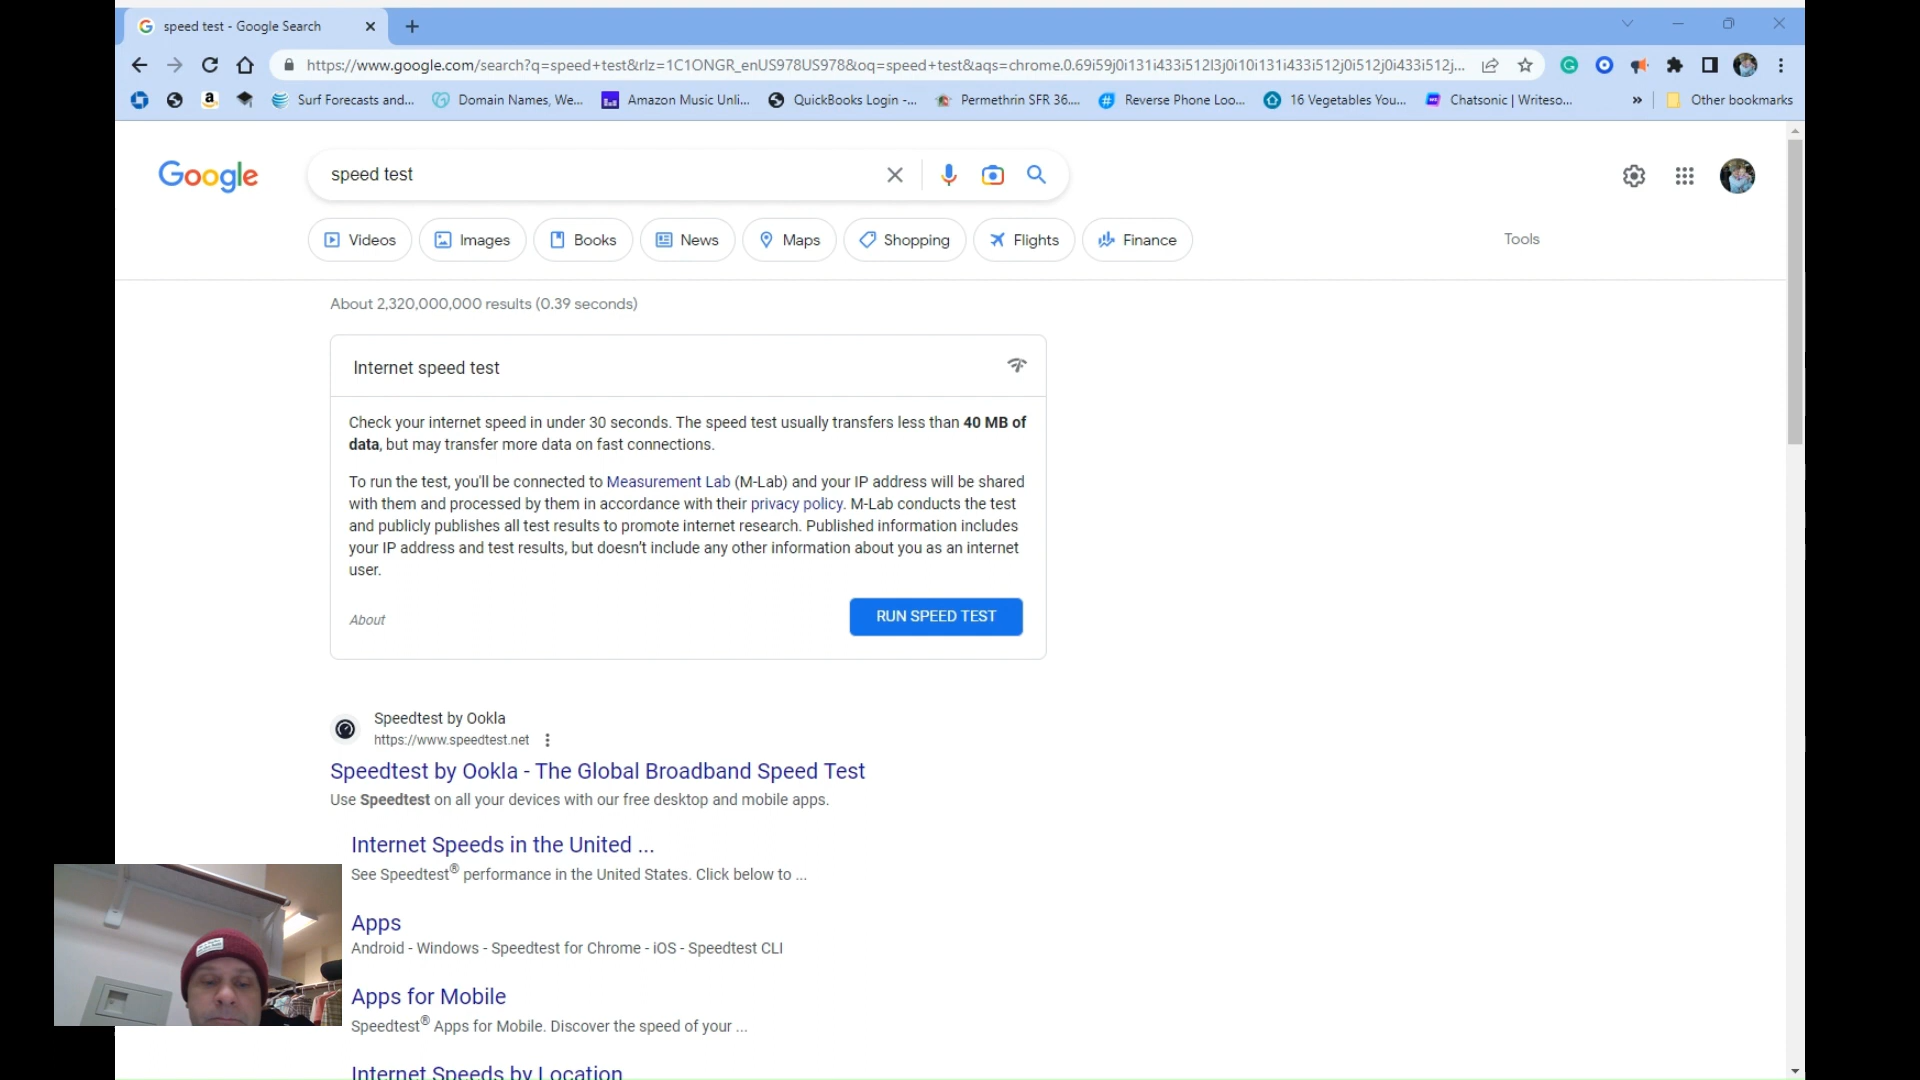 speed test - Google Search
https://www.google.com/search?q=speed+test&rlz=1C1ONGR_enUS978US978&oq=speed+test&aqs=chrome.0.69i59j0i131i433i512l3j0i10i131i433i512j0i512j0i433i512j...
Surf Forecasts and... Domain Names, We... Amazon Music Unli... QuickBooks Login -... Permethrin SFR 36.... Reverse Phone Loo... 16 Vegetables You... Chatsonic | Writeso... » Other bookmarks
Google speed test
Videos Images Books News Maps Shopping Flights Finance Tools
About 2,320,000,000 results (0.39 seconds)
Internet speed test
Check your internet speed in under 30 seconds. The speed test usually transfers less than 40 MB of
data, but may transfer more data on fast connections.
To run the test, you'll be connected to Measurement Lab (M-Lab) and your IP address will be shared
with them and processed by them in accordance with their privacy policy. M-Lab conducts the test
and publicly publishes all test results to promote internet research. Published information includes
your IP address and test results, but doesn't include any other information about you as an internet
user.
About RUN SPEED TEST
Speedtest by Ookla
https://www.speedtest.net
Speedtest by Ookla - The Global Broadband Speed Test
Use Speedtest on all your devices with our free desktop and mobile apps.
Internet Speeds in the United ...
See Speedtest® performance in the United States. Click below to ...
Apps
Android - Windows - Speedtest for Chrome - iOS - Speedtest CLI
Apps for Mobile
Speedtest® Apps for Mobile. Discover the speed of your ...
Internet Speeds by Location